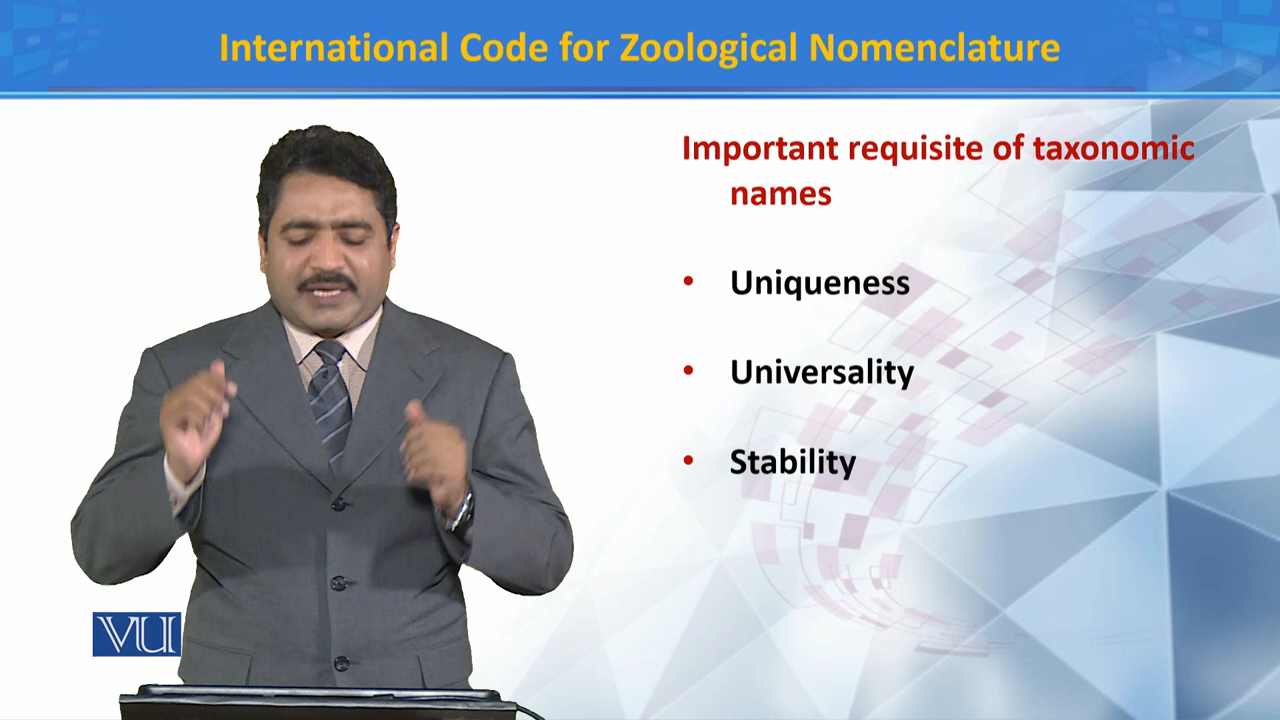 International Code for Zoological Nomenclature
Important requisite of taxonomic
names
• Uniqueness
• Universality
• Stability
VU